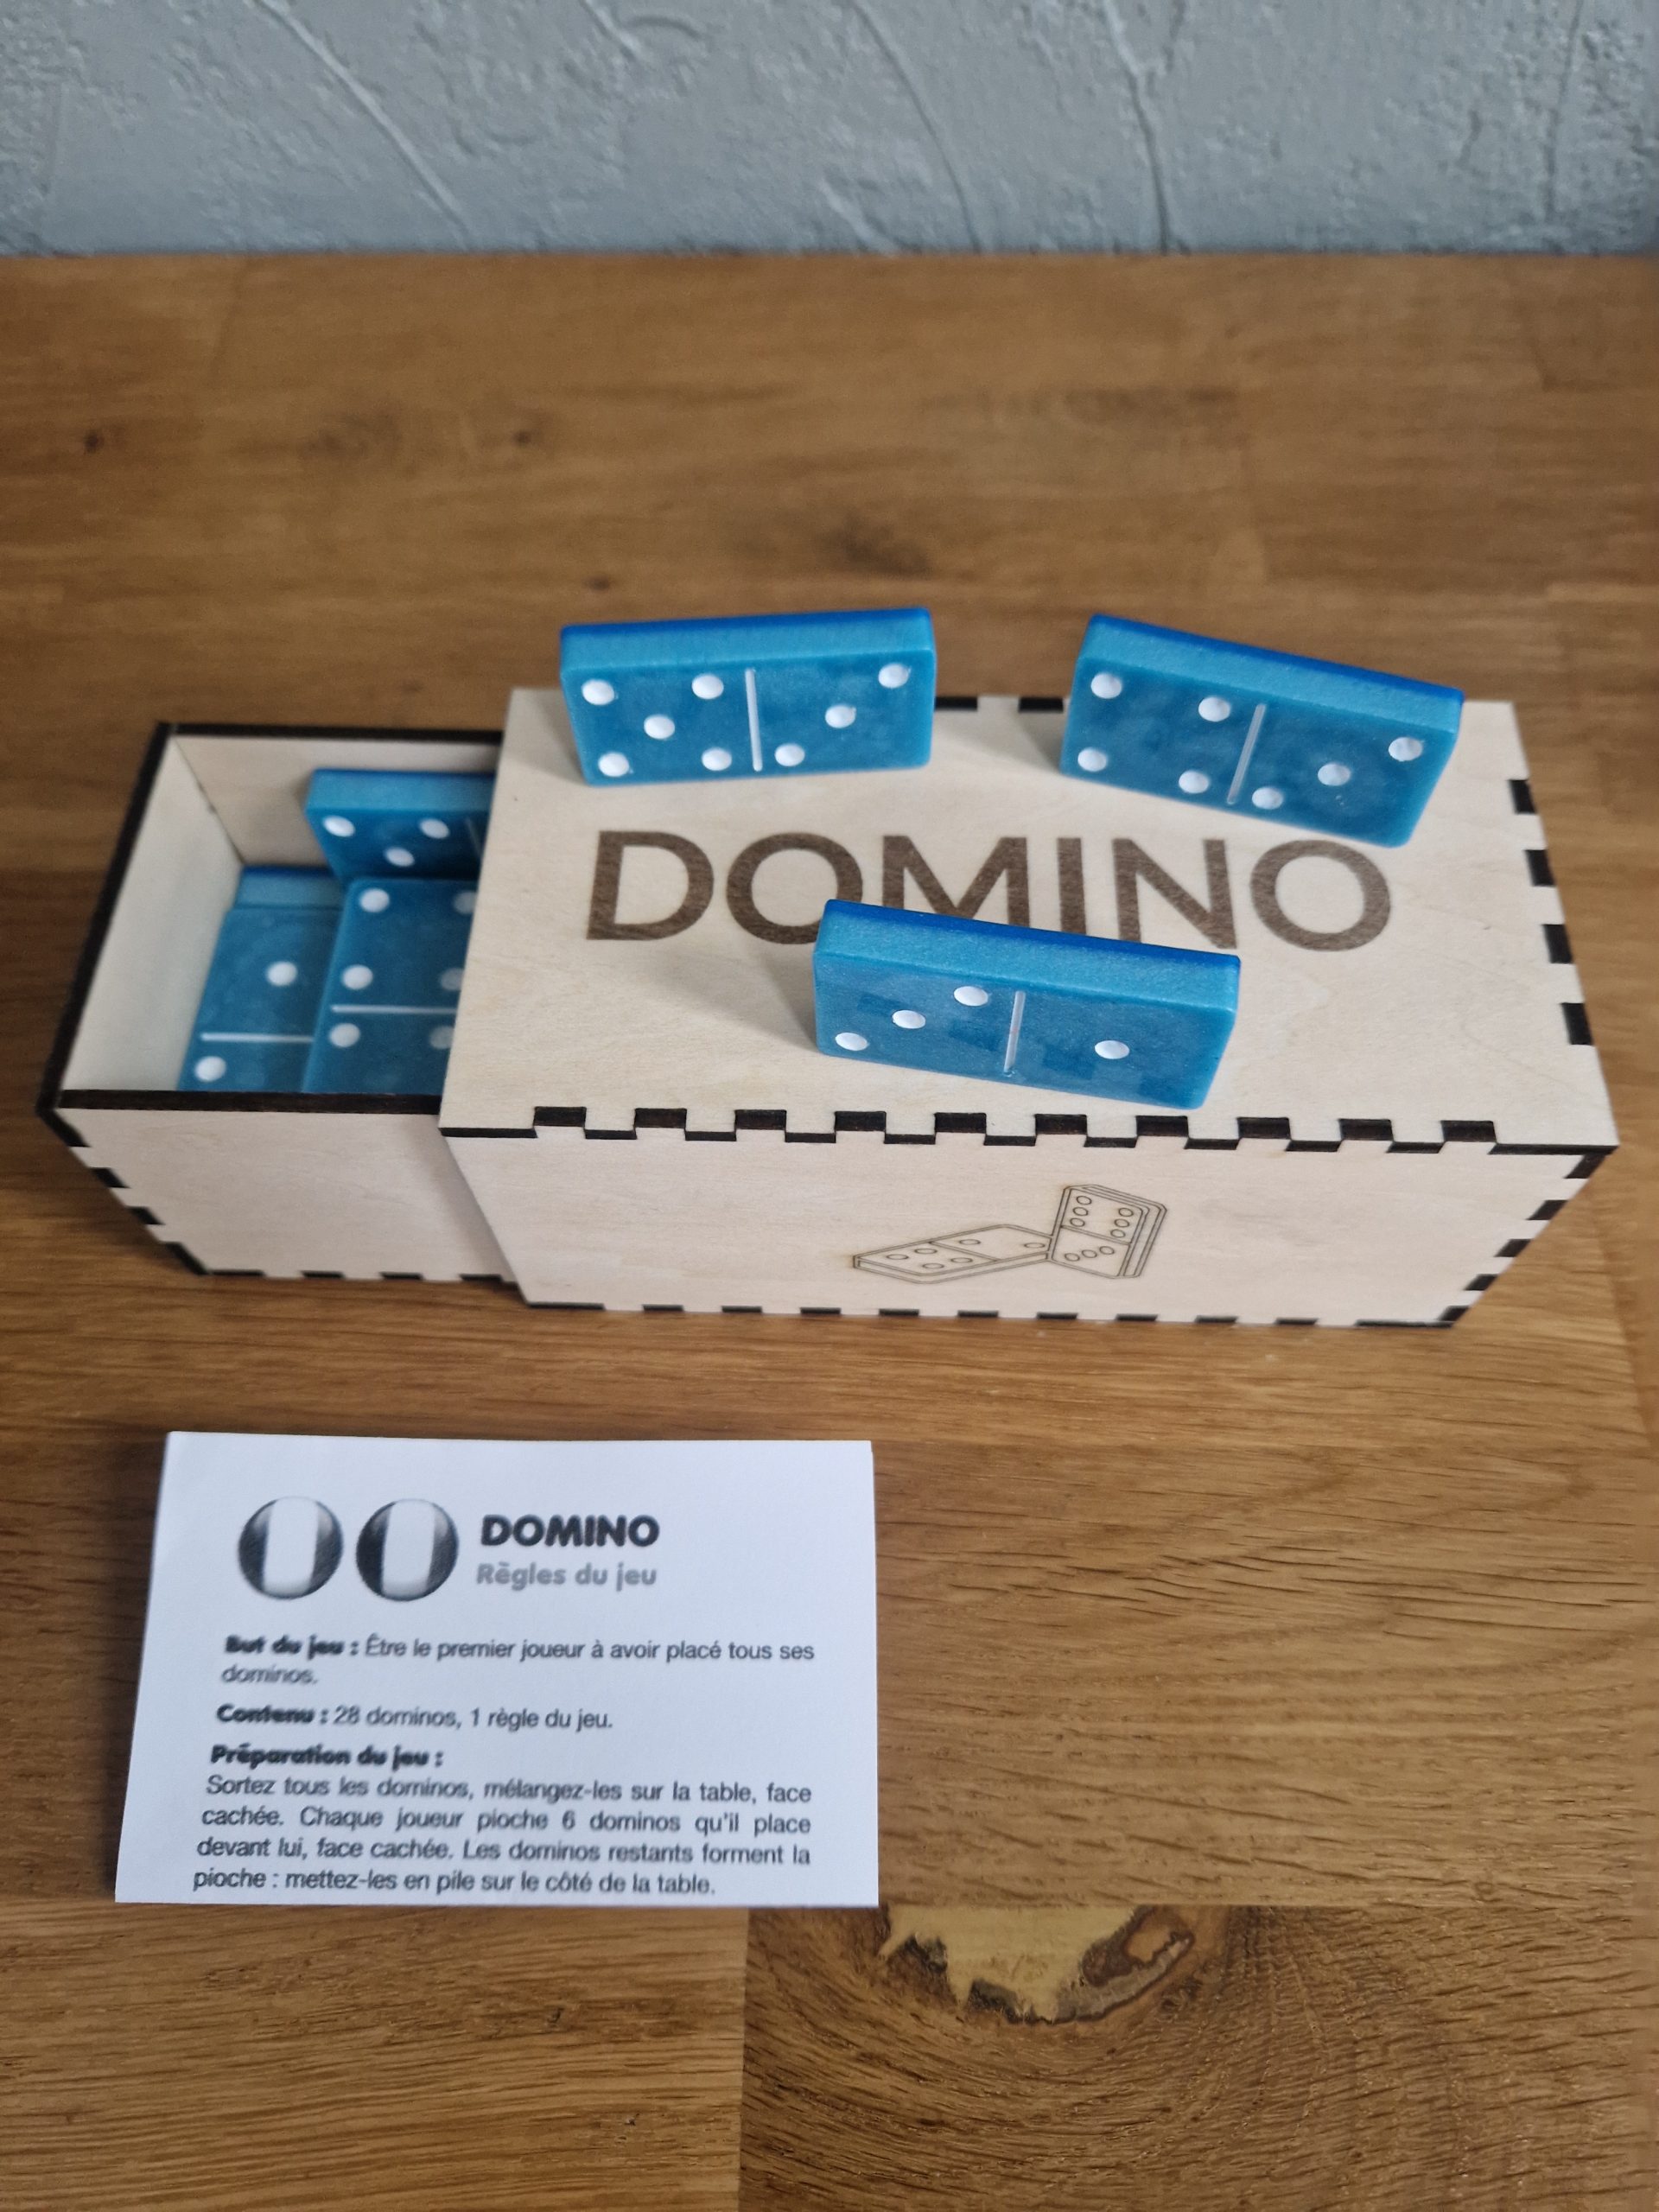 DOMINO
DOMINO
Règles du jeu
But du jeu : Être le premier joueur à avoir placé tous ses
dominos.
Contenu : 28 dominos, 1 règle du jeu.
Préparation du jeu :
Sortez tous les dominos, mélangez-les sur la table, face
cachée. Chaque joueur pioche 6 dominos qu'il place
devant lui, face cachée. Les dominos restants forment la
pioche : mettez-les en pile sur le côté de la table.